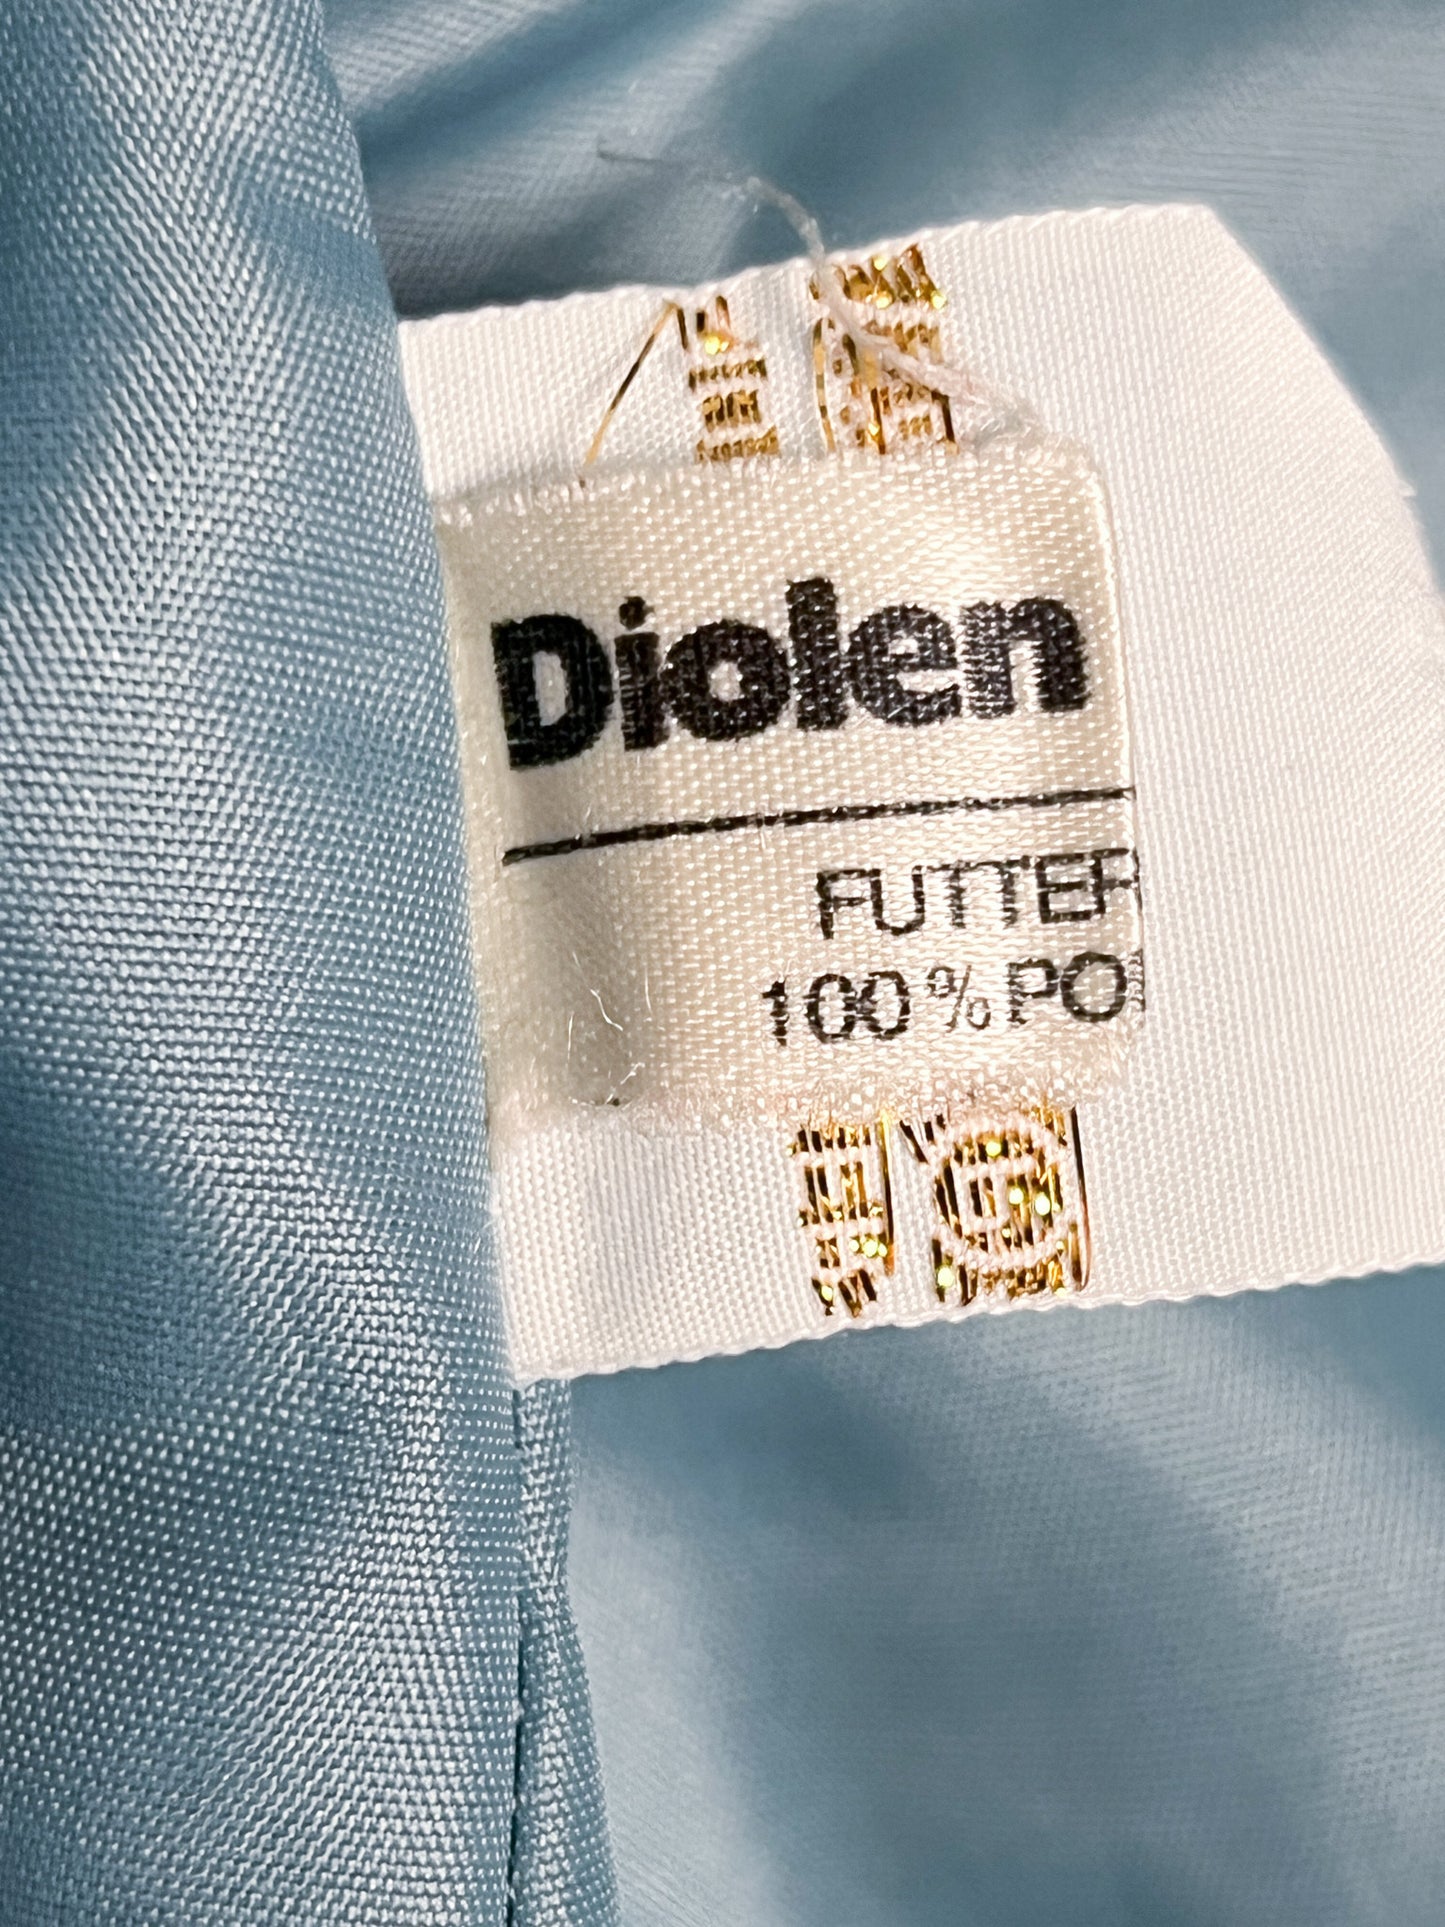 Diolen
FUTTER
100% PO